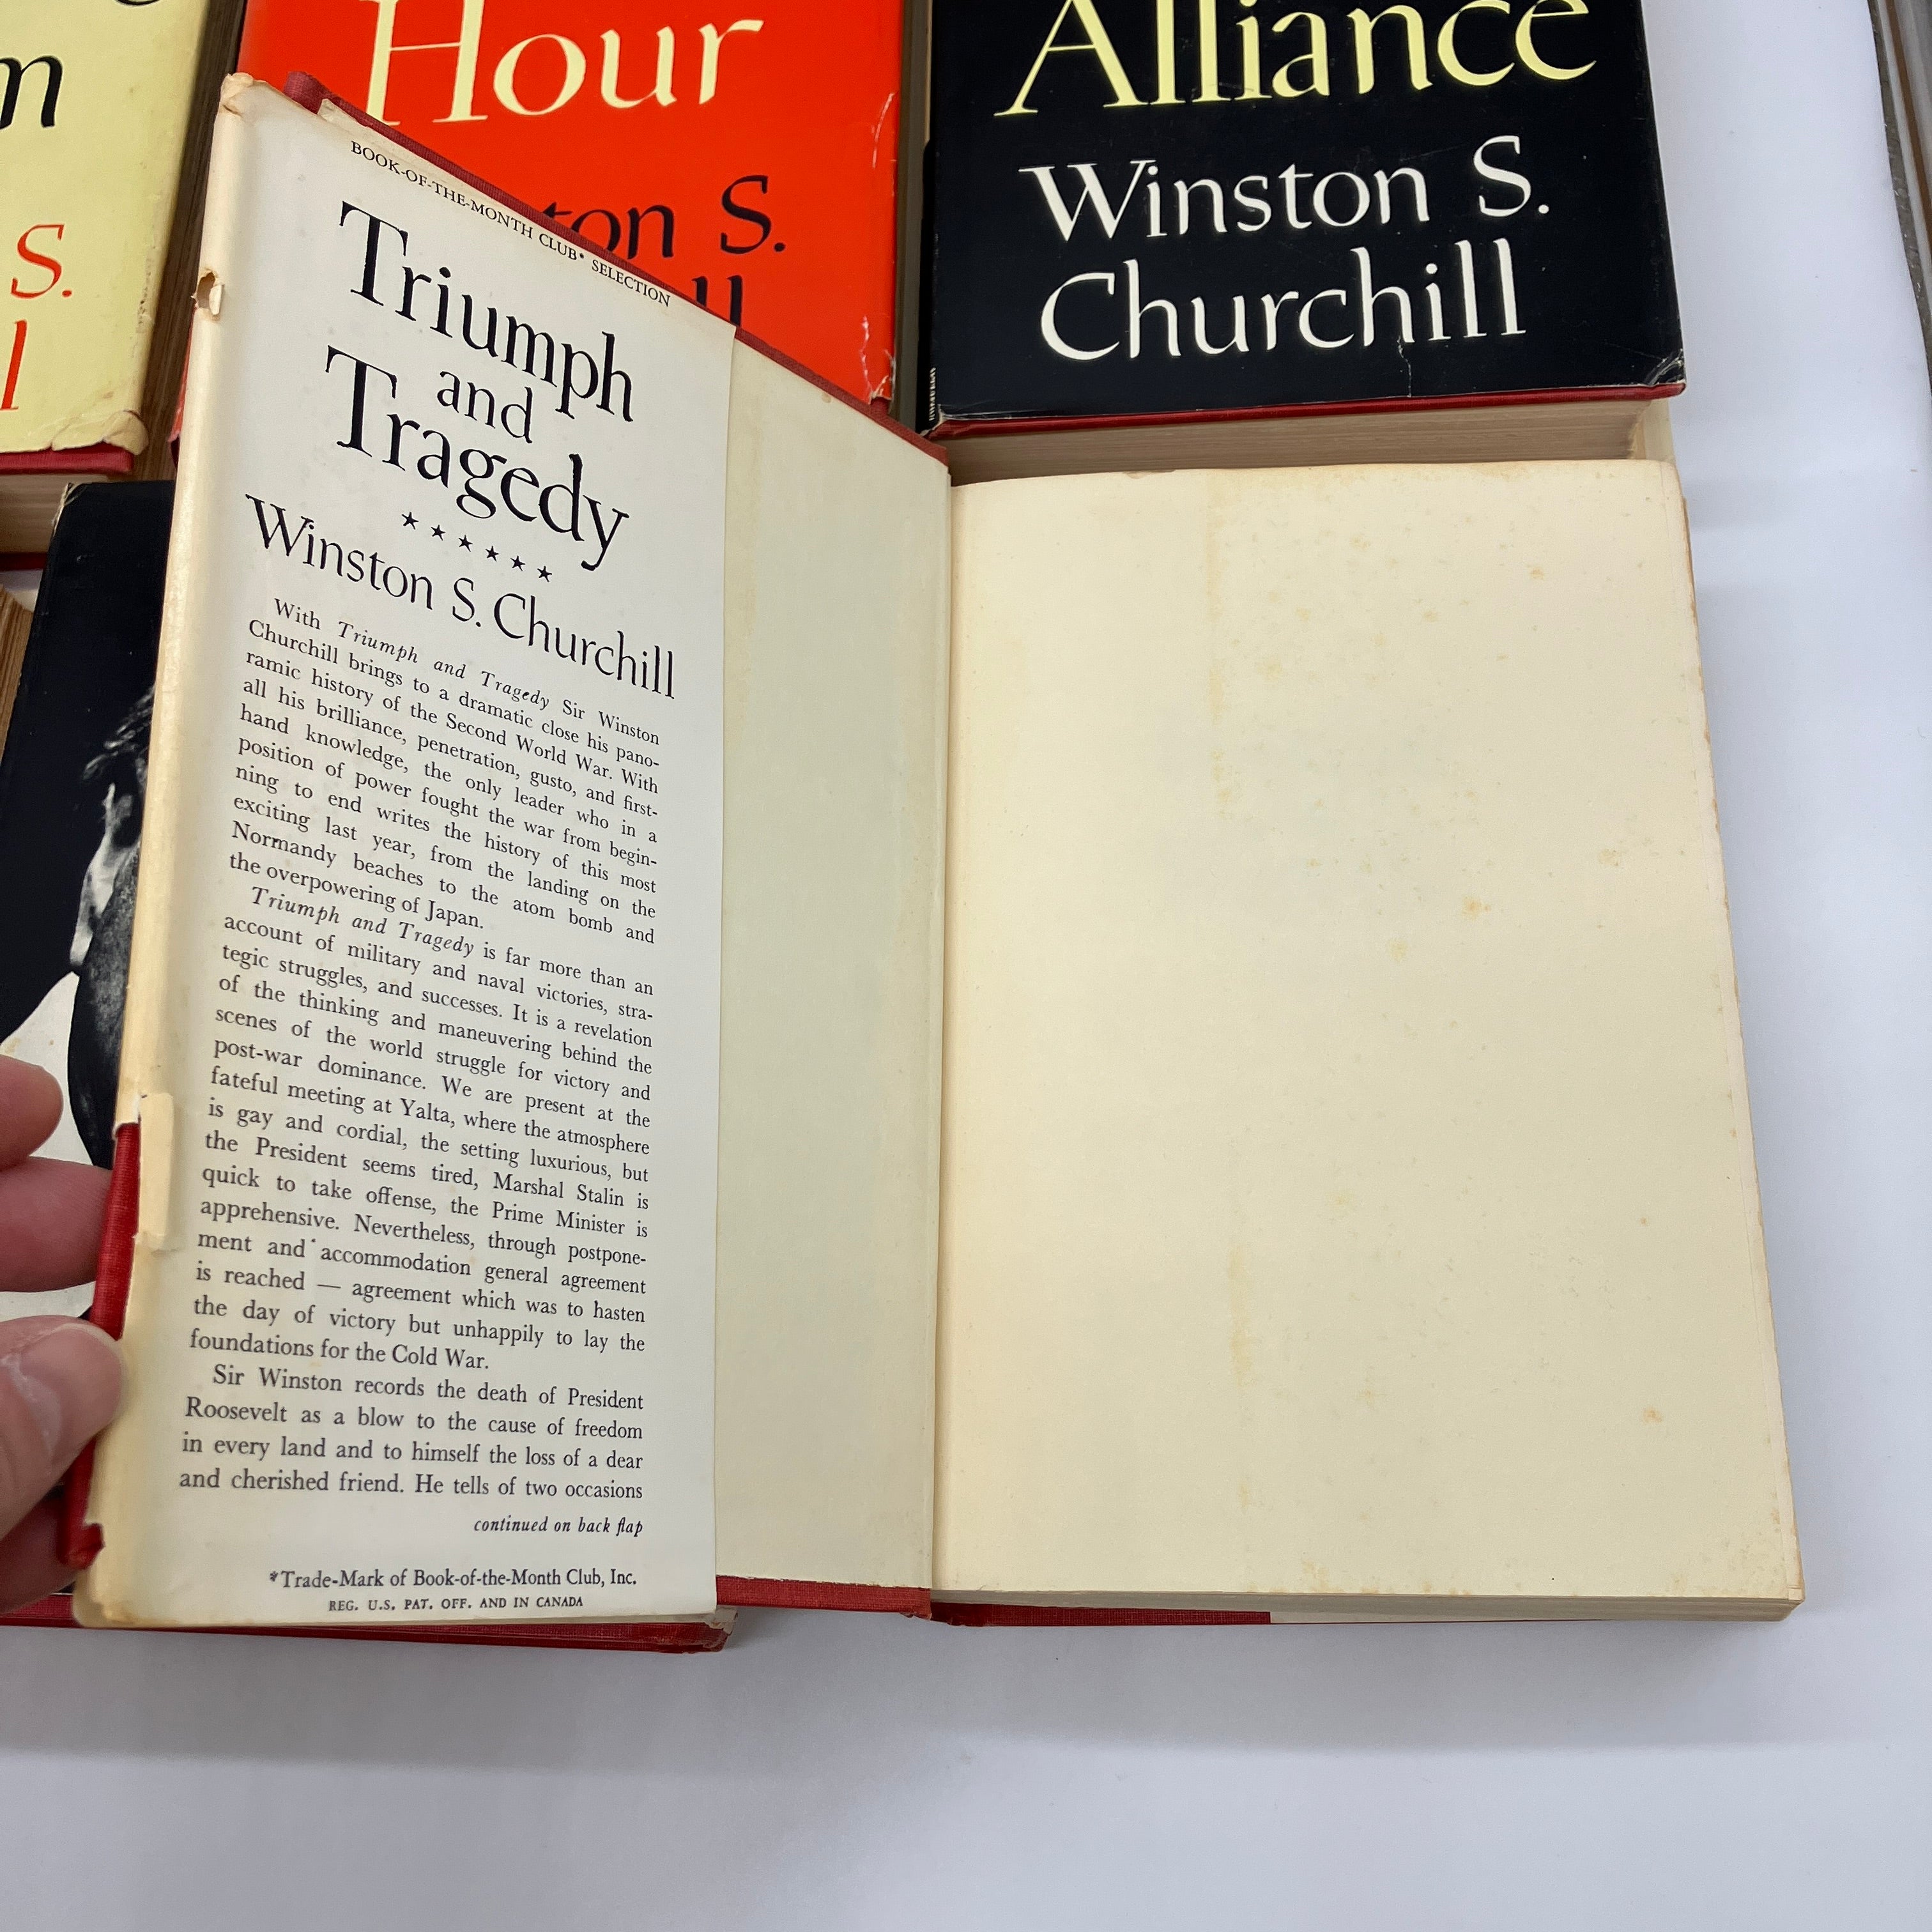 m
S.
l
Hour
ton S.
ll
Alliance
Winston S.
Churchill
BOOK-OF-THE-MONTH CLUB* SELECTION
Triumph
and
Tragedy
★ ★ ★ ★ ★ ★
Winston S. Churchill
With Triumph and Tragedy Sir Winston
Churchill brings to a dramatic close his pano-
ramic history of the Second World War. With
all his brilliance, penetration, gusto, and first-
hand knowledge, the only leader who in a
position of power fought the war from begin-
ning to end writes the history of this most
exciting last year, from the landing on the
Normandy beaches to the atom bomb and
the overpowering of Japan.
Triumph and Tragedy is far more than an
account of military and naval victories, stra-
tegic struggles, and successes. It is a revelation
of the thinking and maneuvering behind the
scenes of the world struggle for victory and
post-war dominance. We are present at the
fateful meeting at Yalta, where the atmosphere
is gay and cordial, the setting luxurious, but
the President seems tired, Marshal Stalin is
quick to take offense, the Prime Minister is
apprehensive. Nevertheless, through postpone-
ment and accommodation general agreement
is reached — agreement which was to hasten
the day of victory but unhappily to lay the
foundations for the Cold War.
Sir Winston records the death of President
Roosevelt as a blow to the cause of freedom
in every land and to himself the loss of a dear
and cherished friend. He tells of two occasions
continued on back flap
*Trade-Mark of Book-of-the-Month Club, Inc.
REG. U.S. PAT. OFF. AND IN CANADA